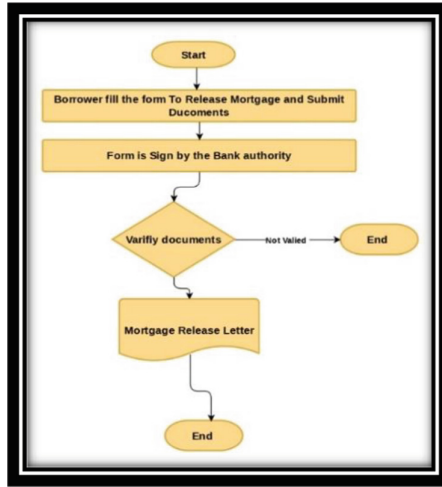 Start
Borrower fill the form To Release Mortgage and Submit
Ducoments
Form is Sign by the Bank authority
Varifiy documents
Not Valied
End
Mortgage Release Letter
End